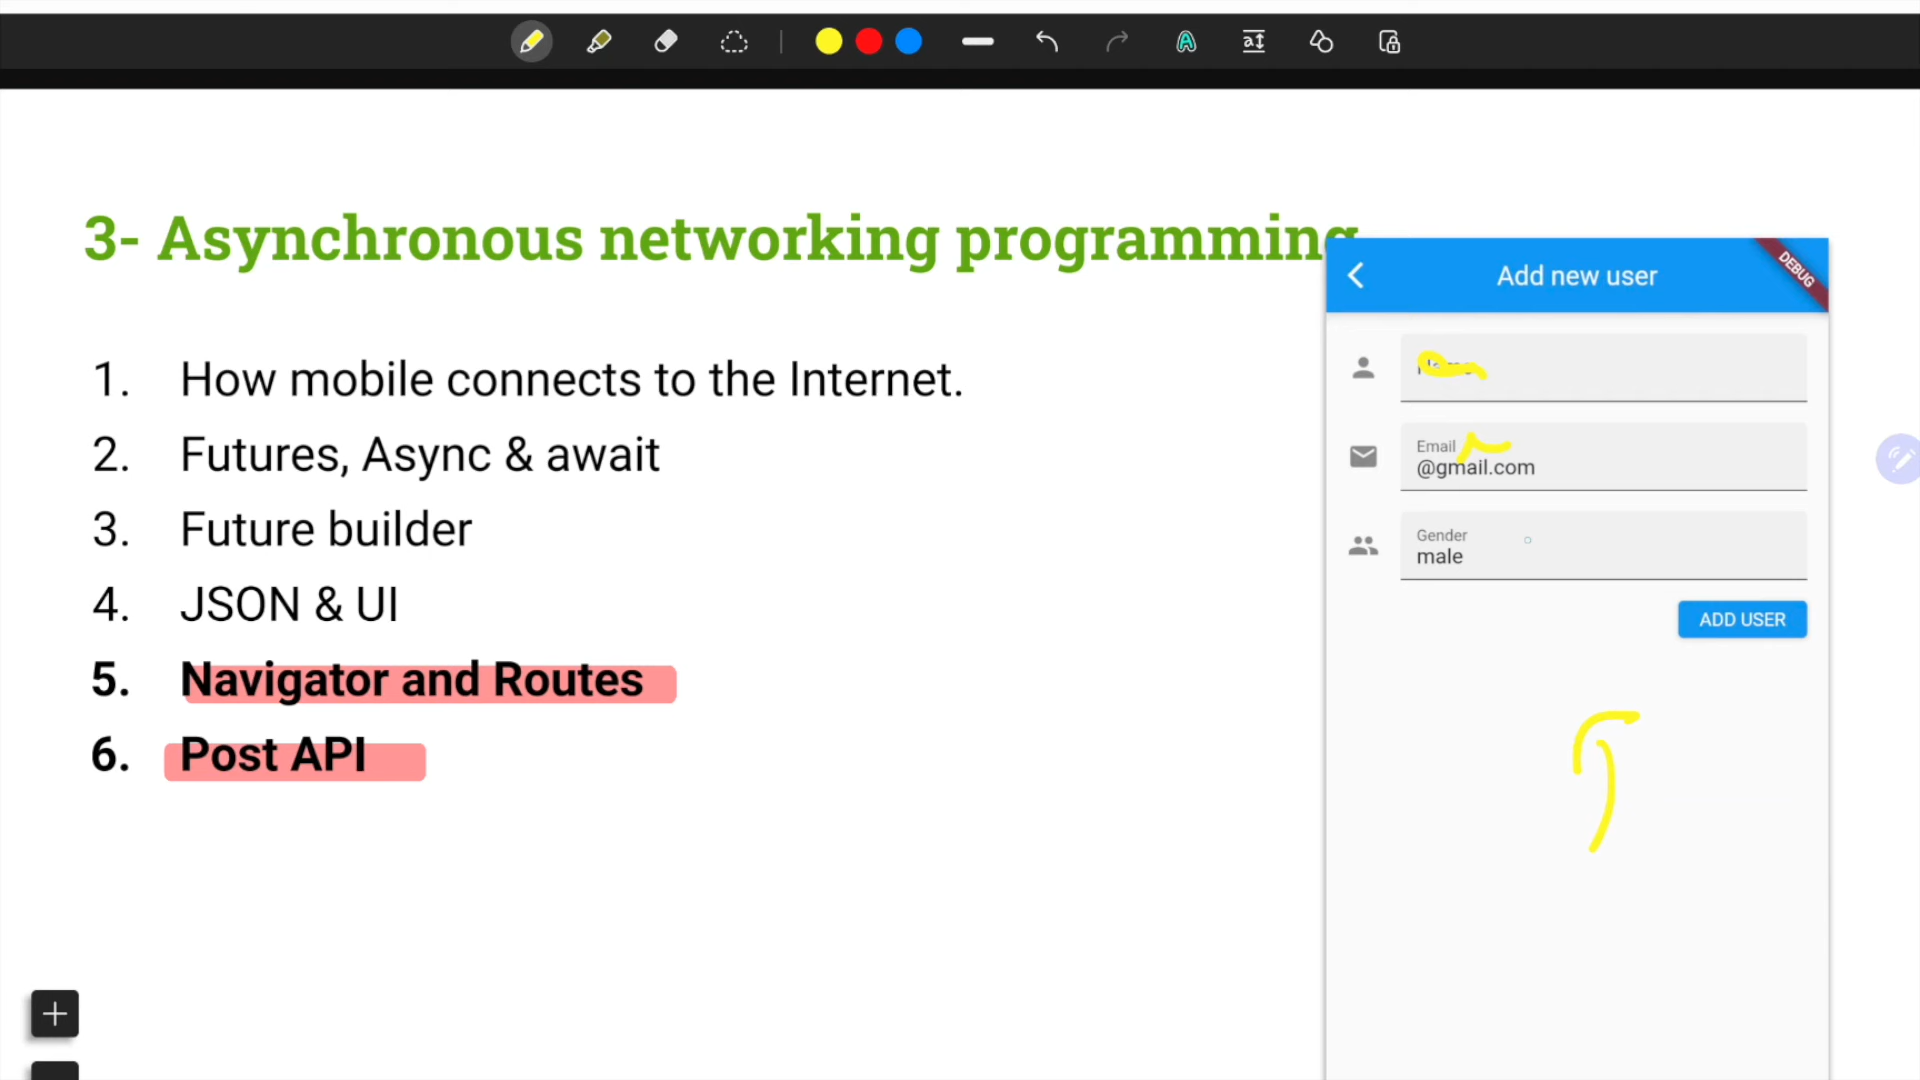 3- Asynchronous networking programming
1. How mobile connects to the Internet.
2. Futures, Async & await
3. Future builder
4. JSON & UI
5. Navigator and Routes
6. Post API
Add new user
DEBUG
Email
@gmail.com
Gender
male
ADD USER